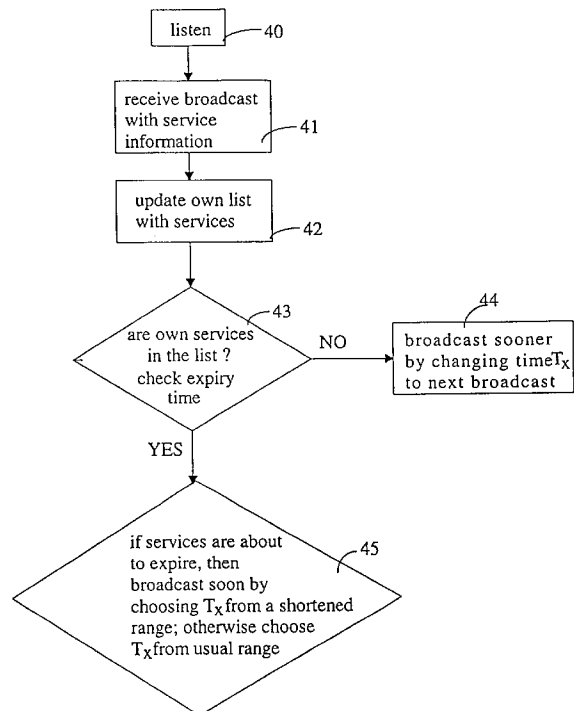 listen
40
receive broadcast
with service
information
41
update own list
with services
42
43
are own services
in the list ?
check expiry
time
NO
44
broadcast sooner
by changing time Tx
to next broadcast
YES
45
if services are about
to expire, then
broadcast soon by
choosing Tx from a shortened
range; otherwise choose
Tx from usual range